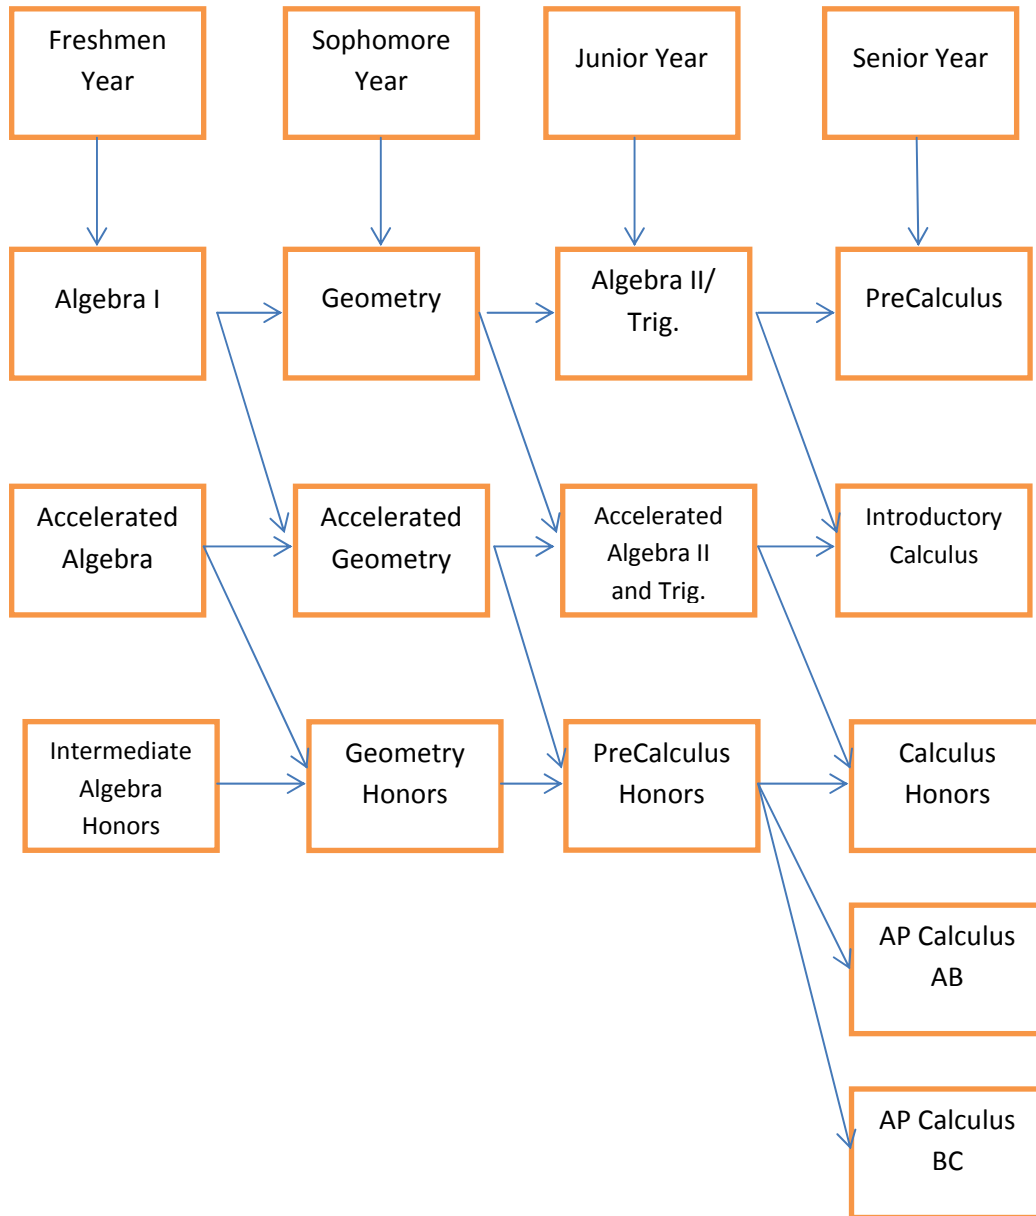 Freshmen
Year
Sophomore
Year
Junior Year
Senior Year
Algebra I
Geometry
Algebra II/
Trig.
PreCalculus
Accelerated
Algebra
Accelerated
Geometry
Accelerated
Algebra II
and Trig.
Introductory
Calculus
Intermediate
Algebra
Honors
Geometry
Honors
PreCalculus
Honors
Calculus
Honors
AP Calculus
AB
AP Calculus
BC